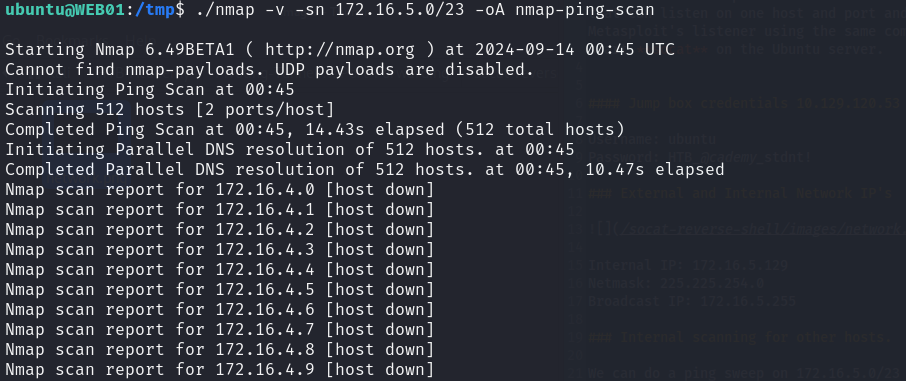 ubuntu@WEB01:/tmp$ ./nmap -v -sn 172.16.5.0/23 -oA nmap-ping-scan
Starting Nmap 6.49BETA1 ( http://nmap.org ) at 2024-09-14 00:45 UTC
Cannot find nmap-payloads. UDP payloads are disabled.
Initiating Ping Scan at 00:45
Scanning 512 hosts [2 ports/host]
Completed Ping Scan at 00:45, 14.43s elapsed (512 total hosts)
Initiating Parallel DNS resolution of 512 hosts. at 00:45
Completed Parallel DNS resolution of 512 hosts. at 00:45, 10.47s elapsed
Nmap scan report for 172.16.4.0 [host down]
Nmap scan report for 172.16.4.1 [host down]
Nmap scan report for 172.16.4.2 [host down]
Nmap scan report for 172.16.4.3 [host down]
Nmap scan report for 172.16.4.4 [host down]
Nmap scan report for 172.16.4.5 [host down]
Nmap scan report for 172.16.4.6 [host down]
Nmap scan report for 172.16.4.7 [host down]
Nmap scan report for 172.16.4.8 [host down]
Nmap scan report for 172.16.4.9 [host down]